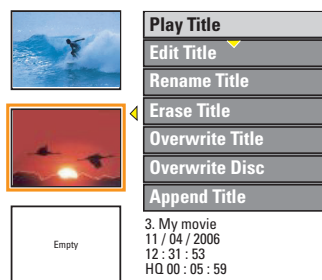 Play Title
Edit Title
Rename Title
Erase Title
Overwrite Title
Overwrite Disc
Append Title
Empty
3. My movie
11 / 04 / 2006
12 : 31 : 53
HQ 00 : 05 : 59